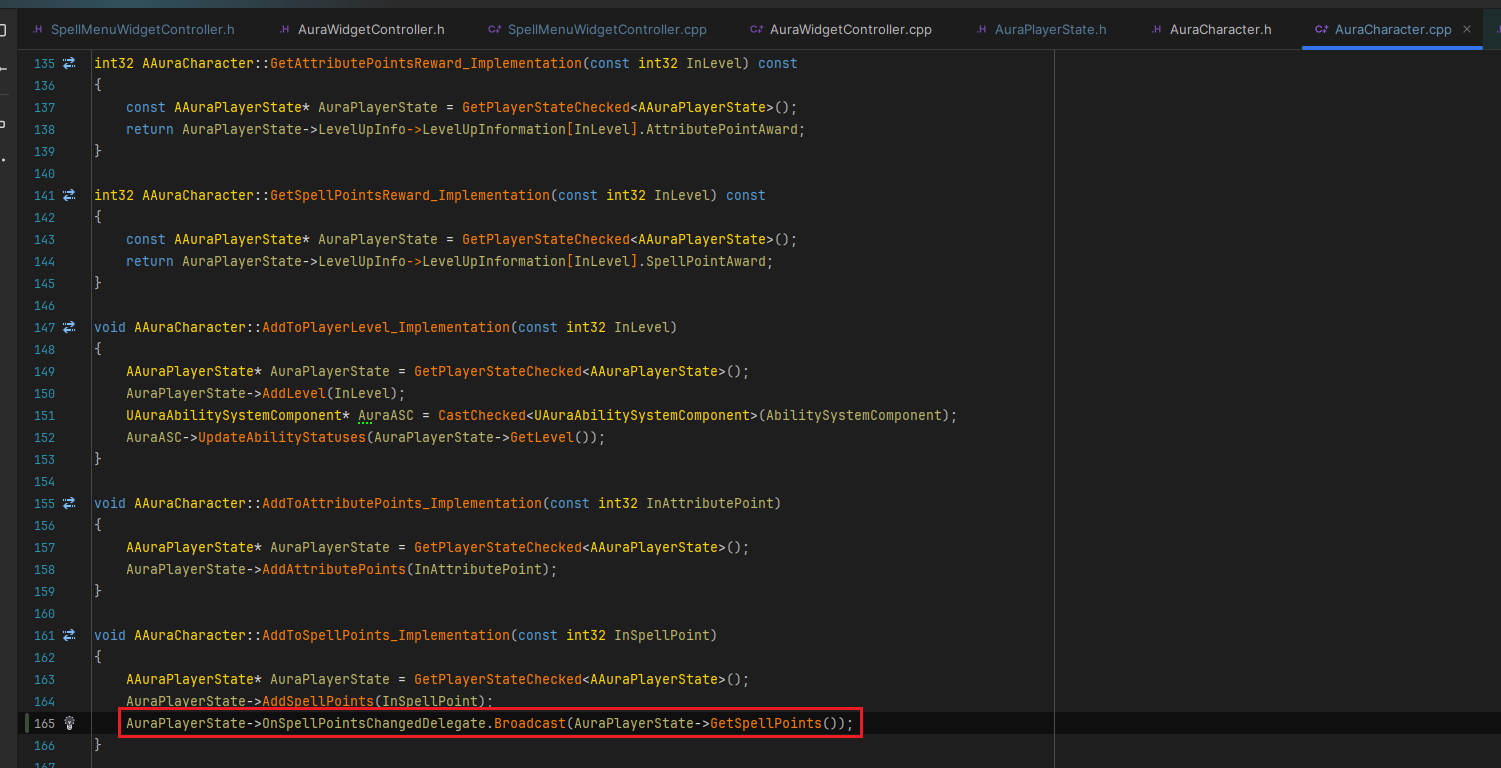 SpellMenuWidgetController.h AuraWidgetController.h SpellMenuWidgetController.cpp AuraWidgetController.cpp AuraPlayerState.h AuraCharacter.h AuraCharacter.cpp
135 int32 AAuraCharacter::GetAttributePointsReward_Implementation(const int32 InLevel) const
136 {
137 const AAuraPlayerState* AuraPlayerState = GetPlayerStateChecked<AAuraPlayerState>();
138 return AuraPlayerState->LevelUpInfo->LevelUpInformation[InLevel].AttributePointAward;
139 }
140
141 int32 AAuraCharacter::GetSpellPointsReward_Implementation(const int32 InLevel) const
142 {
143 const AAuraPlayerState* AuraPlayerState = GetPlayerStateChecked<AAuraPlayerState>();
144 return AuraPlayerState->LevelUpInfo->LevelUpInformation[InLevel].SpellPointAward;
145 }
146
147 void AAuraCharacter::AddToPlayerLevel_Implementation(const int32 InLevel)
148 {
149 AAuraPlayerState* AuraPlayerState = GetPlayerStateChecked<AAuraPlayerState>();
150 AuraPlayerState->AddLevel(InLevel);
151 UAuraAbilitySystemComponent* AuraASC = CastChecked<UAuraAbilitySystemComponent>(AbilitySystemComponent);
152 AuraASC->UpdateAbilityStatuses(AuraPlayerState->GetLevel());
153 }
154
155 void AAuraCharacter::AddToAttributePoints_Implementation(const int32 InAttributePoint)
156 {
157 AAuraPlayerState* AuraPlayerState = GetPlayerStateChecked<AAuraPlayerState>();
158 AuraPlayerState->AddAttributePoints(InAttributePoint);
159 }
160
161 void AAuraCharacter::AddToSpellPoints_Implementation(const int32 InSpellPoint)
162 {
163 AAuraPlayerState* AuraPlayerState = GetPlayerStateChecked<AAuraPlayerState>();
164 AuraPlayerState->AddSpellPoints(InSpellPoint);
165 AuraPlayerState->OnSpellPointsChangedDelegate.Broadcast(AuraPlayerState->GetSpellPoints());
166 }
167